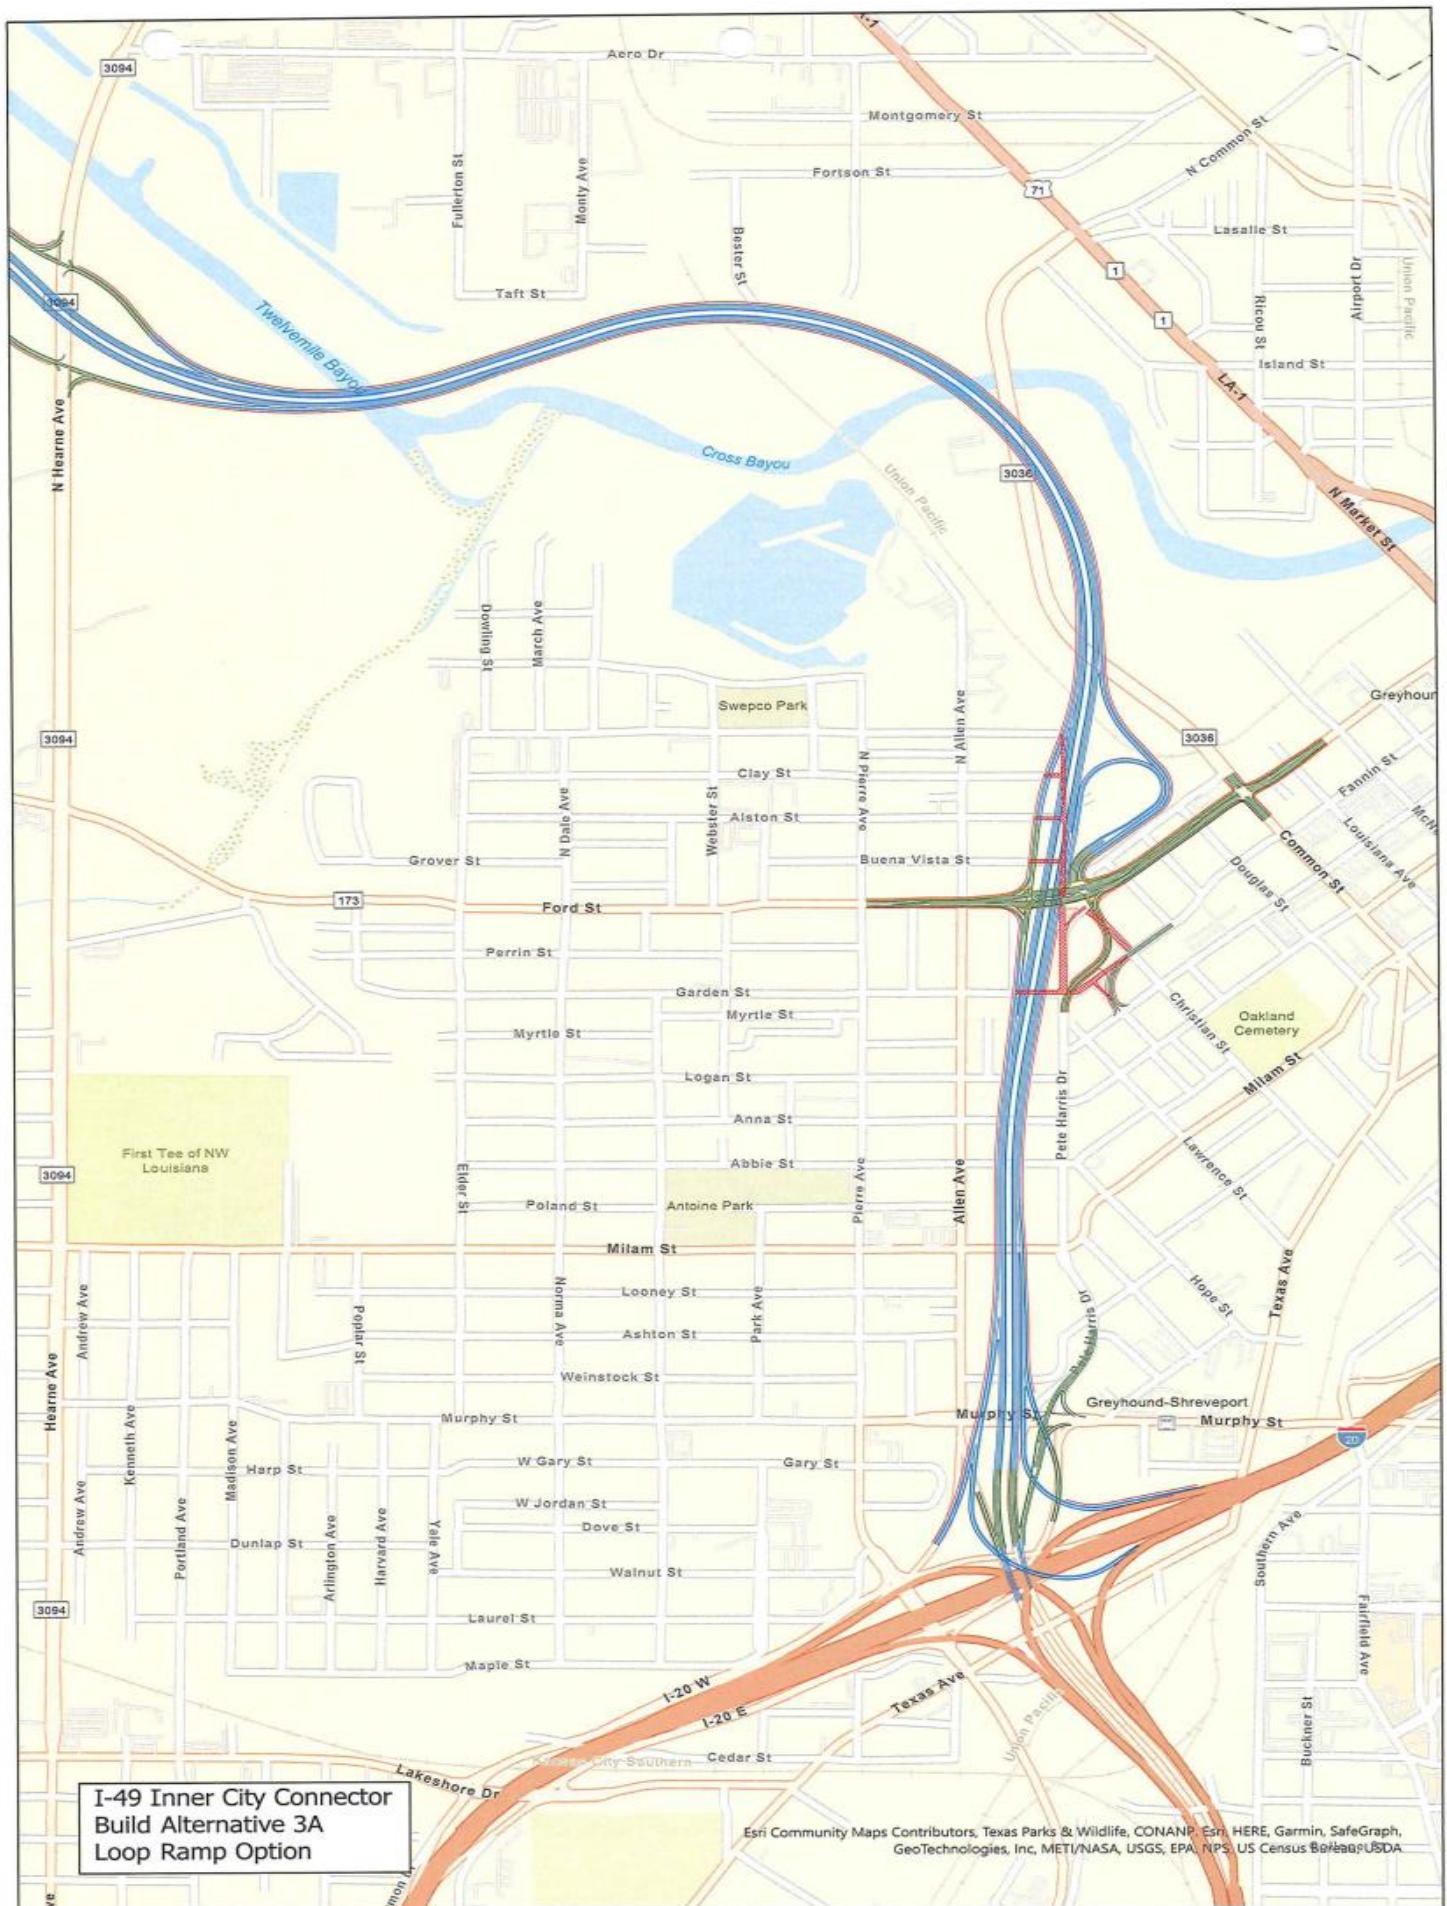 Aero Dr
3094
Montgomery St
N Common St
Fullerton St
Monty Ave
Fortson St
71
Bester St
Lasalle St
Union Pacific
Airport Dr
1
Taft St
3094
Twelvemile Bayou
Ricou St
1
Island St
LA-1
N Hearne Ave
Cross Bayou
3036
Union Pacific
N Market St
Dowling St
March Ave
Swepco Park
N Allen Ave
Greyhour
3094
3036
N Pierre Ave
Clay St
Fannin St
N Dale Ave
Webster St
Alston St
Louisiana Ave
Grover St
Buena Vista St
Common St
Douglas St
173
Ford St
Perrin St
Garden St
Myrtle St
Christian St
Oakland
Cemetery
Myrtle St
Logan St
Milam St
Pete Harris Dr
Anna St
First Tee of NW
Louisiana
Abbie St
Lawrence St
3094
Elder St
Pierre Ave
Allen Ave
Poland St
Antoine Park
Milam St
Texas Ave
Andrew Ave
Norma Ave
Looney St
Park Ave
Hope St
Poplar St
Ashton St
Pete Harris Dr
Hearne Ave
Weinstock St
Greyhound-Shreveport
Kenneth Ave
Murphy St
Murphy St
Murphy St
Madison Ave
20
Harp St
W Gary St
Gary St
Andrew Ave
Portland Ave
W Jordan St
Arlington Ave
Harvard Ave
Yale Ave
Dove St
Southern Ave
Dunlap St
Walnut St
3094
Laurel St
Fairfield Ave
Maple St
I-20 W
Texas Ave
I-20 E
Union Pacific
Buckner St
Kansas City Southern
Cedar St
Lakeshore Dr
I-49 Inner City Connector
Build Alternative 3A
Loop Ramp Option
Esri Community Maps Contributors, Texas Parks & Wildlife, CONANP, Esri, HERE, Garmin, SafeGraph,
GeoTechnologies, Inc, METI/NASA, USGS, EPA, NPS, US Census Bureau, USDA